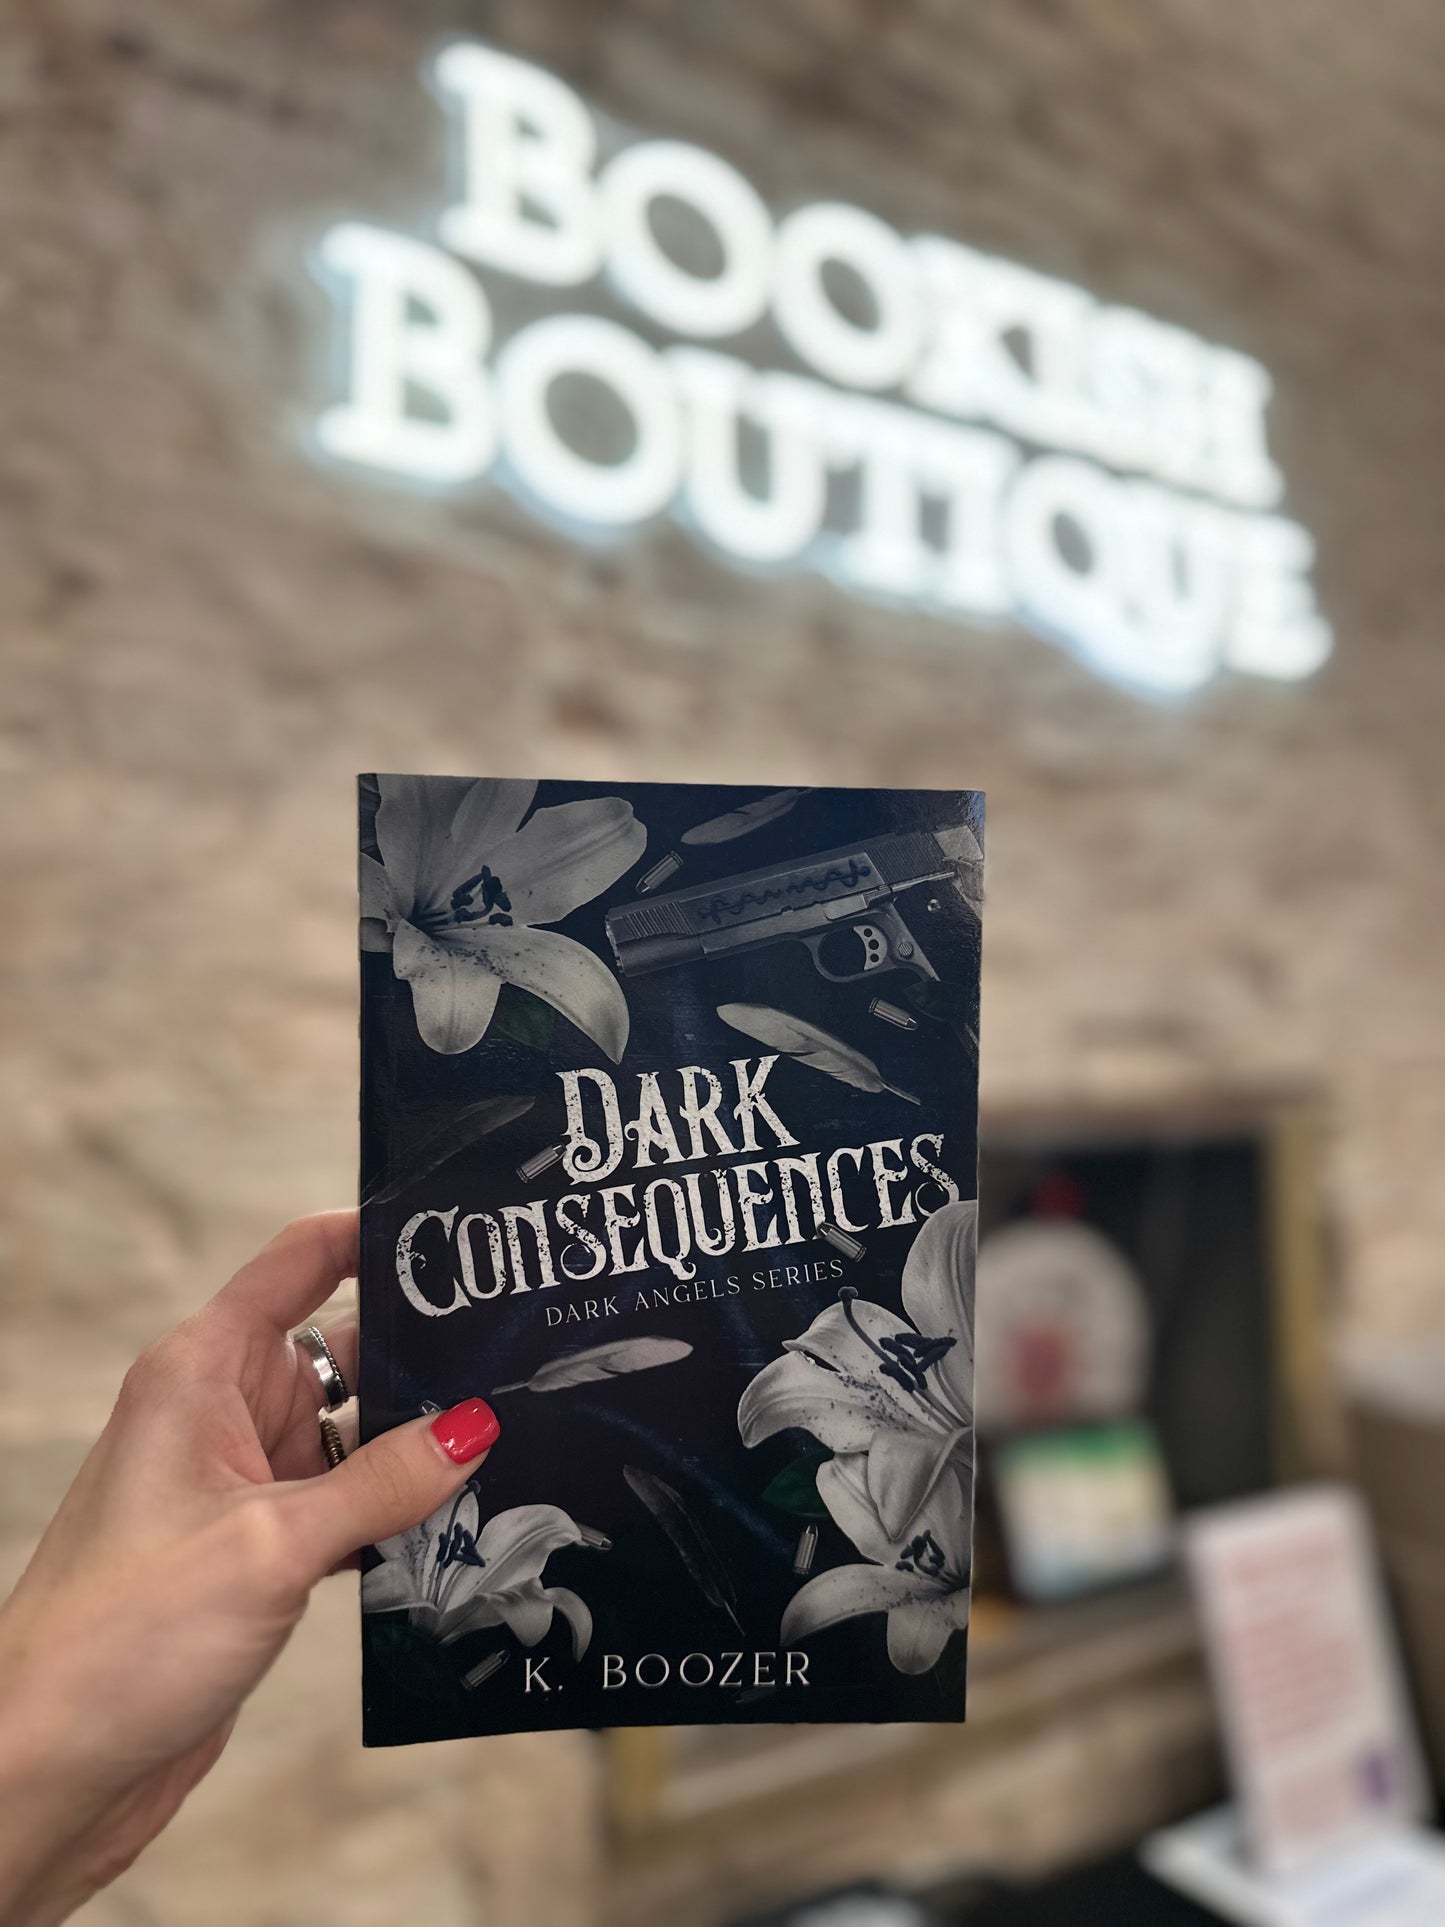 BOOKISH
BOUTIQUE
DARK
CONSEQUENCES
DARK ANGELS SERIES
K. BOOZER